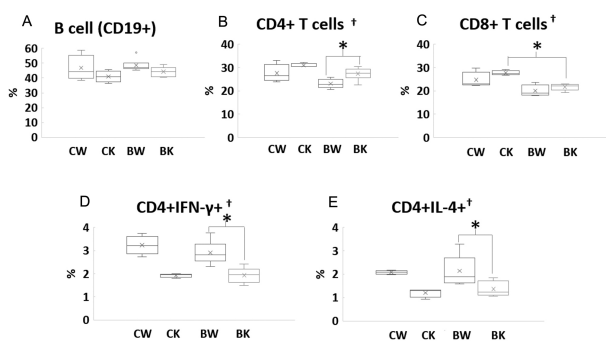 A
B cell (CD19+)
%
60
50
40
30
20
10
0
CW CK BW BK
B
CD4+ T cells †
*
40
30
20
10
0
%
CW CK BW BK
C
CD8+ T cells †
*
%
40
30
20
10
0
CW CK BW BK
D
CD4+IFN-γ+ †
*
%
4
3
2
1
0
CW CK BW BK
E
CD4+IL-4+ †
*
%
4
3
2
1
0
CW CK BW BK